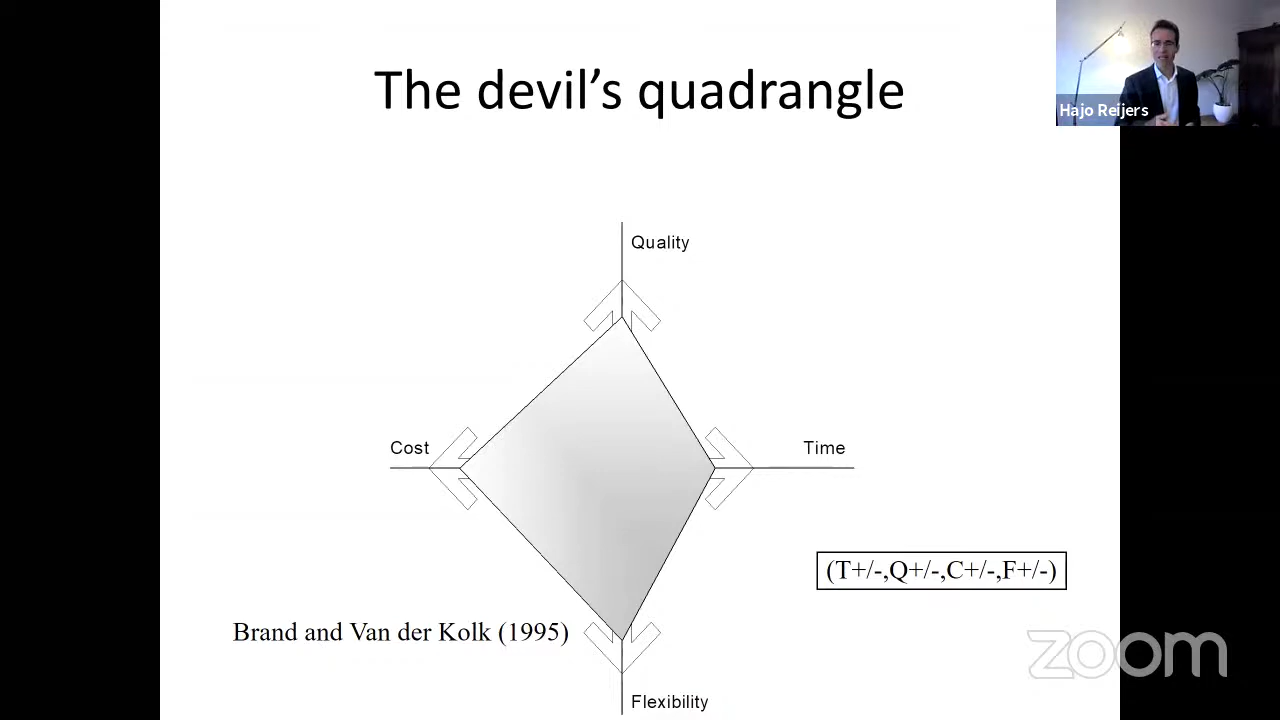 The devil's quadrangle
Hajo Reijers
Quality
Cost
Time
(T+/-,Q+/-,C+/-,F+/-)
Brand and Van der Kolk (1995)
zoom
Flexibility